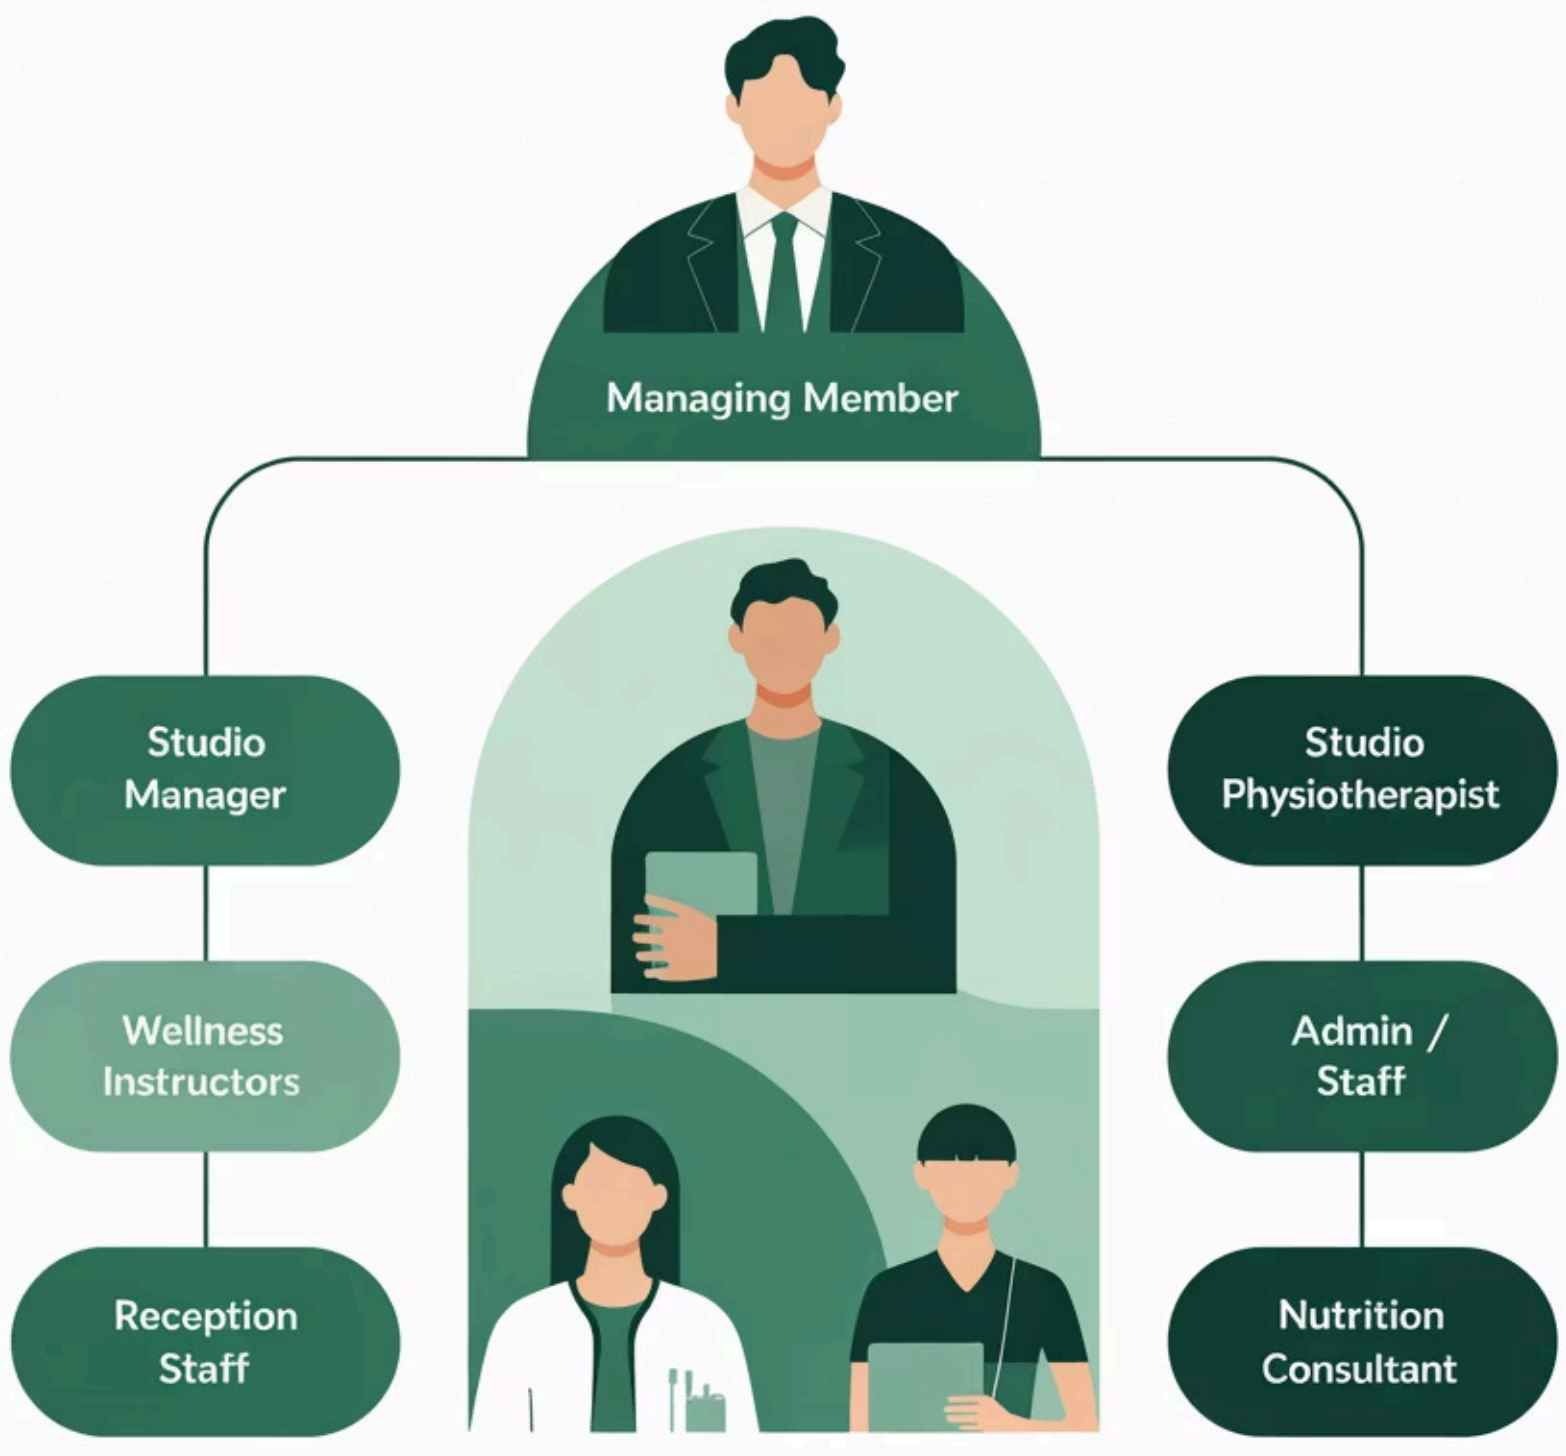 Managing Member
Studio
Manager
Studio
Physiotherapist
Wellness
Instructors
Admin /
Staff
Reception
Staff
Nutrition
Consultant